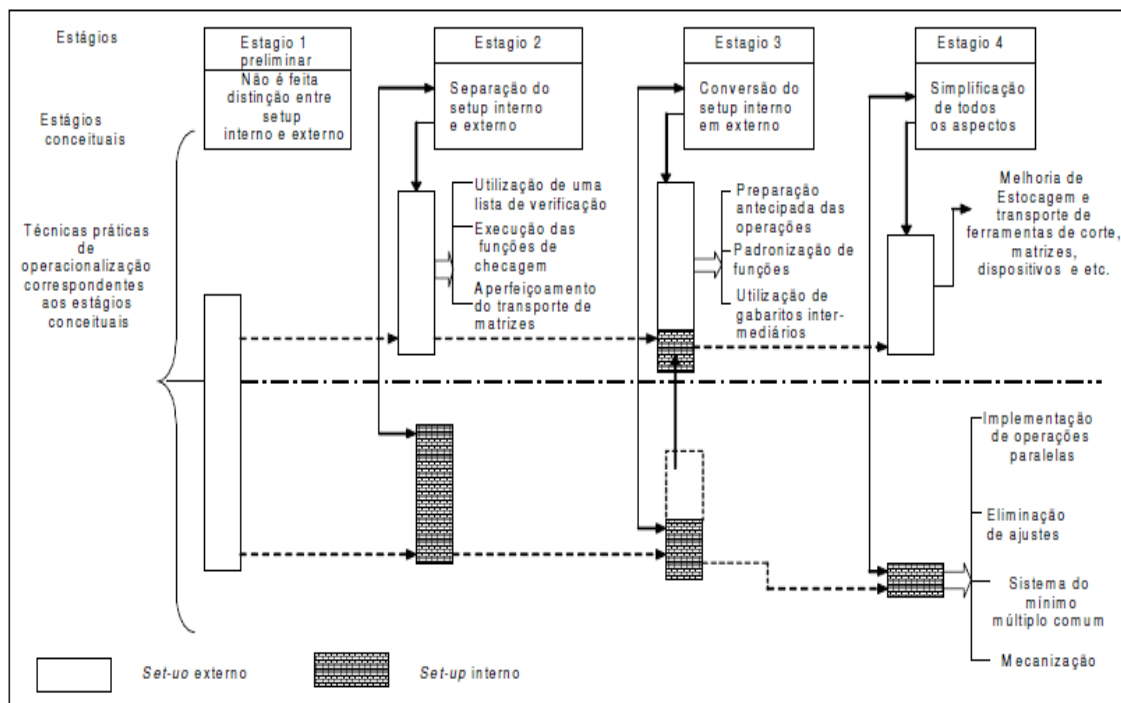 Estágios
Estagio 1
preliminar
Não é feita
distinção entre
setup
interno e externo
Estagio 2
Separação do
setup interno
e externo
Estagio 3
Conversão do
setup interno
em externo
Estagio 4
Simplificação
de todos
os aspectos
Estágios
conceituais
Técnicas práticas
de
operacionalização
correspondentes
aos estágios
conceituais
Utilização de uma
lista de verificação
Execução das
funções de
checagem
Aperfeiçoamento
do transporte de
matrizes
Preparação
antecipada das
operações
Padronização de
funções
Utilização de
gabaritos inter-
mediários
Melhoria de
Estocagem e
transporte de
ferramentas de corte,
matrizes,
dispositivos e etc.
Implementação
de operações
paralelas
Eliminação
de ajustes
Sistema do
mínimo
múltiplo comum
Mecanização
Set-uo externo
Set-up interno